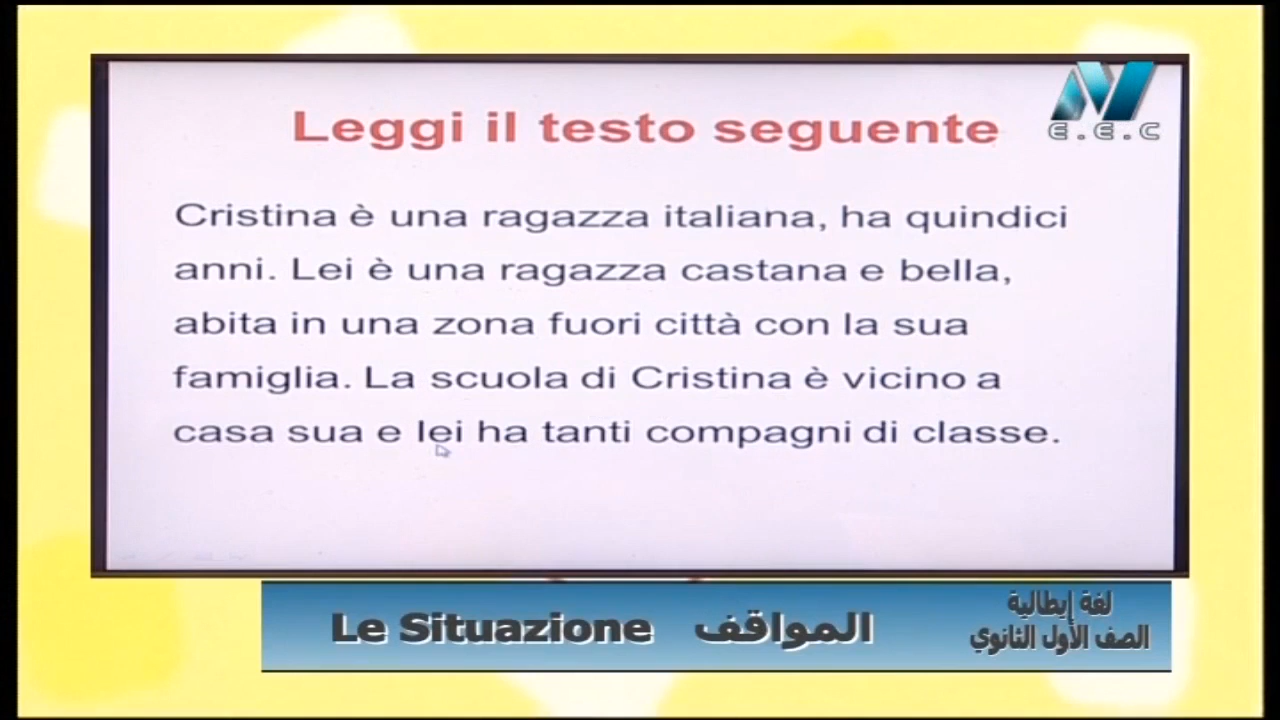 E.E.C
Leggi il testo seguente
Cristina è una ragazza italiana, ha quindici
anni. Lei è una ragazza castana e bella,
abita in una zona fuori città con la sua
famiglia. La scuola di Cristina è vicino a
casa sua e lei ha tanti compagni di classe.
Le Situazione المواقف
لغة إيطالية
الصف الأول الثانوي